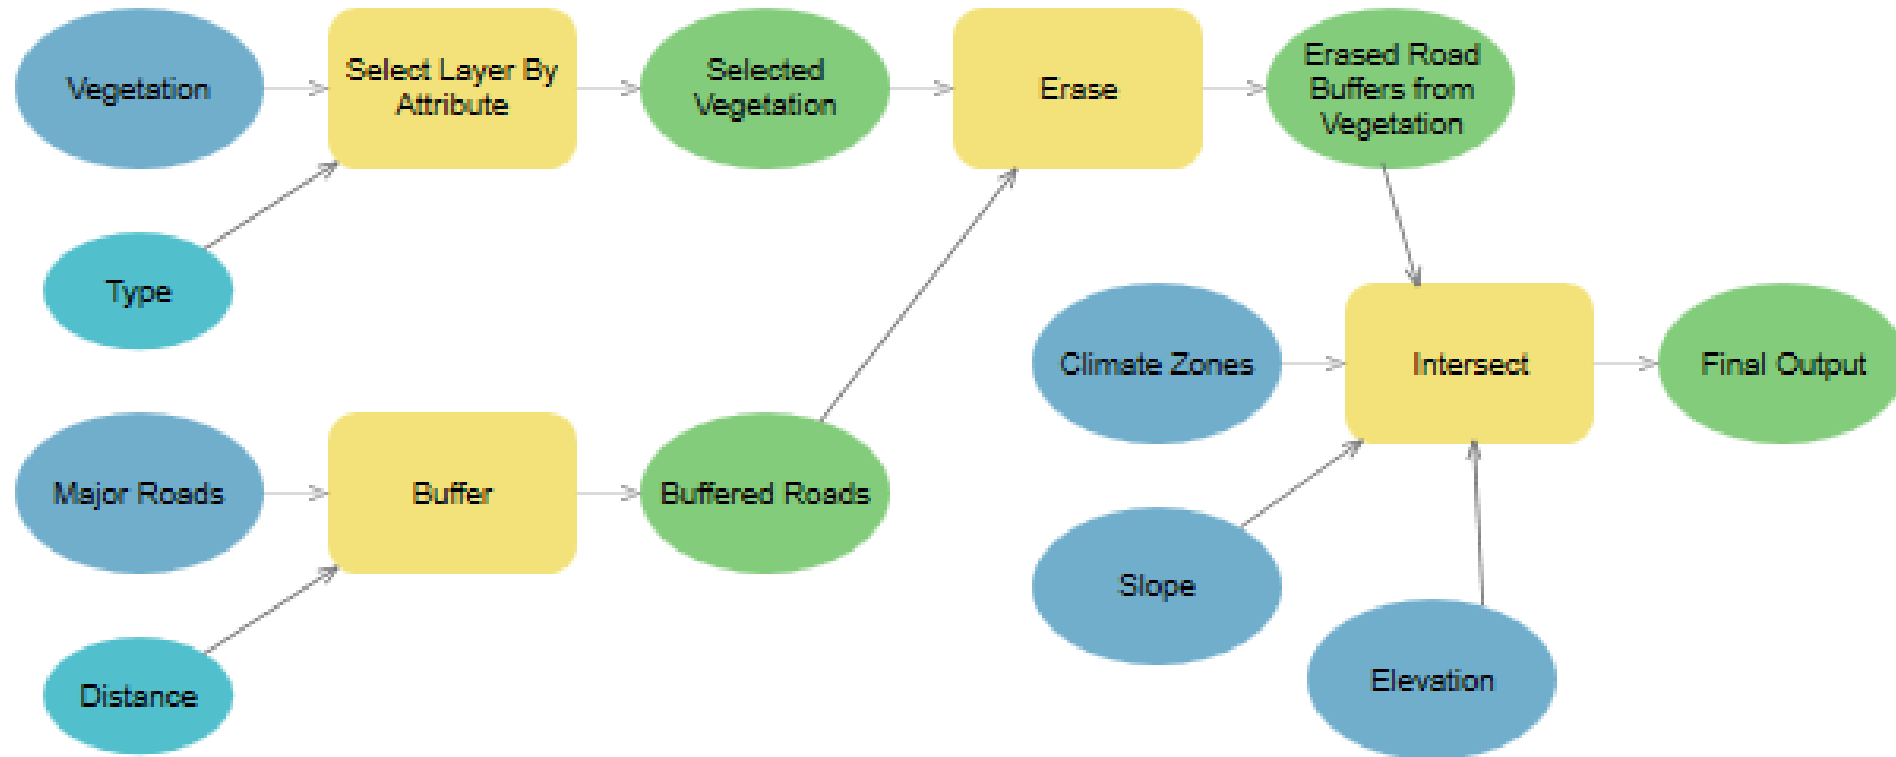 Vegetation
Select Layer By
Attribute
Selected
Vegetation
Erase
Erased Road
Buffers from
Vegetation
Type
Climate Zones
Intersect
Final Output
Major Roads
Buffer
Buffered Roads
Slope
Distance
Elevation